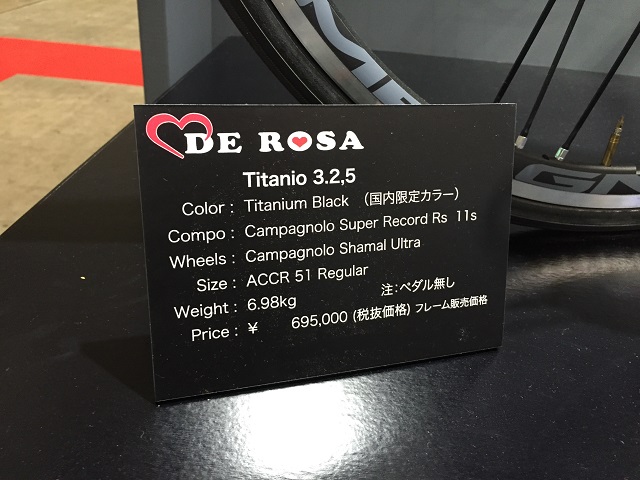 DE ROSA
Titanio 3.2,5
Color : Titanium Black （国内限定カラー）
Compo : Campagnolo Super Record Rs 11s
Wheels : Campagnolo Shamal Ultra
Size : ACCR 51 Regular
Weight : 6.98kg 注：ペダル無し
Price : ¥ 695,000 (税抜価格) フレーム販売価格